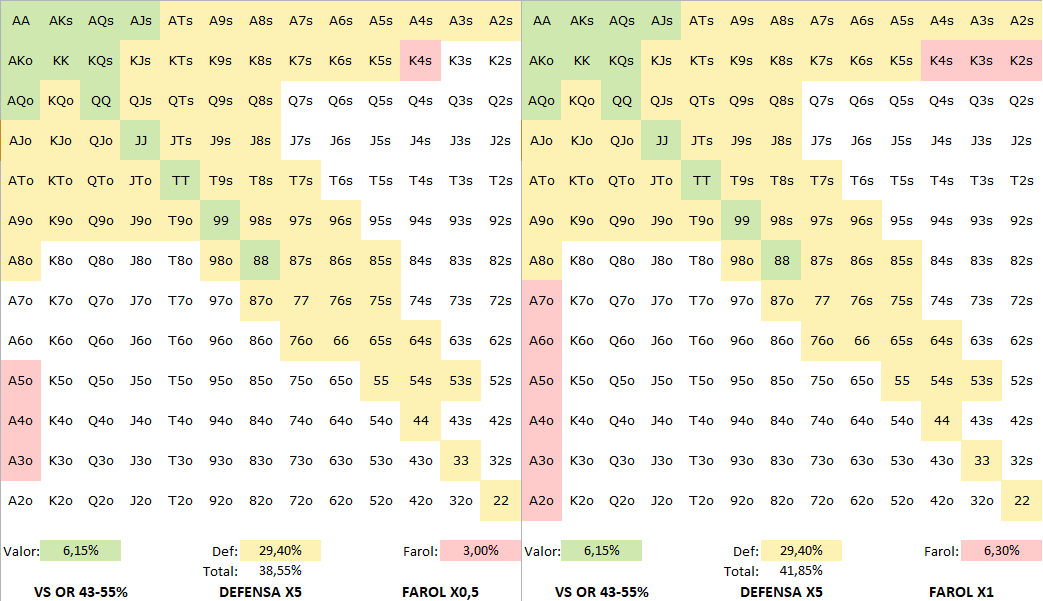 AA AKs AQs AJs ATs A9s A8s A7s A6s A5s A4s A3s A2s AA AKs AQs AJs ATs A9s A8s A7s A6s A5s A4s A3s A2s
AKo KK KQs KJs KTs K9s K8s K7s K6s K5s K4s K3s K2s AKo KK KQs KJs KTs K9s K8s K7s K6s K5s K4s K3s K2s
AQo KQo QQ QJs QTs Q9s Q8s Q7s Q6s Q5s Q4s Q3s Q2s AQo KQo QQ QJs QTs Q9s Q8s Q7s Q6s Q5s Q4s Q3s Q2s
AJo KJo QJo JJ JTs J9s J8s J7s J6s J5s J4s J3s J2s AJo KJo QJo JJ JTs J9s J8s J7s J6s J5s J4s J3s J2s
ATo KTo QTo JTo TT T9s T8s T7s T6s T5s T4s T3s T2s ATo KTo QTo JTo TT T9s T8s T7s T6s T5s T4s T3s T2s
A9o K9o Q9o J9o T9o 99 98s 97s 96s 95s 94s 93s 92s A9o K9o Q9o J9o T9o 99 98s 97s 96s 95s 94s 93s 92s
A8o K8o Q8o J8o T8o 98o 88 87s 86s 85s 84s 83s 82s A8o K8o Q8o J8o T8o 98o 88 87s 86s 85s 84s 83s 82s
A7o K7o Q7o J7o T7o 97o 87o 77 76s 75s 74s 73s 72s A7o K7o Q7o J7o T7o 97o 87o 77 76s 75s 74s 73s 72s
A6o K6o Q6o J6o T6o 96o 86o 76o 66 65s 64s 63s 62s A6o K6o Q6o J6o T6o 96o 86o 76o 66 65s 64s 63s 62s
A5o K5o Q5o J5o T5o 95o 85o 75o 65o 55 54s 53s 52s A5o K5o Q5o J5o T5o 95o 85o 75o 65o 55 54s 53s 52s
A4o K4o Q4o J4o T4o 94o 84o 74o 64o 54o 44 43s 42s A4o K4o Q4o J4o T4o 94o 84o 74o 64o 54o 44 43s 42s
A3o K3o Q3o J3o T3o 93o 83o 73o 63o 53o 43o 33 32s A3o K3o Q3o J3o T3o 93o 83o 73o 63o 53o 43o 33 32s
A2o K2o Q2o J2o T2o 92o 82o 72o 62o 52o 42o 32o 22 A2o K2o Q2o J2o T2o 92o 82o 72o 62o 52o 42o 32o 22
Valor: 6,15% Def: 29,40% Farol: 3,00% Valor: 6,15% Def: 29,40% Farol: 6,30%
Total: 38,55% Total: 41,85%
VS OR 43-55% DEFENSA X5 FAROL X0,5 VS OR 43-55% DEFENSA X5 FAROL X1